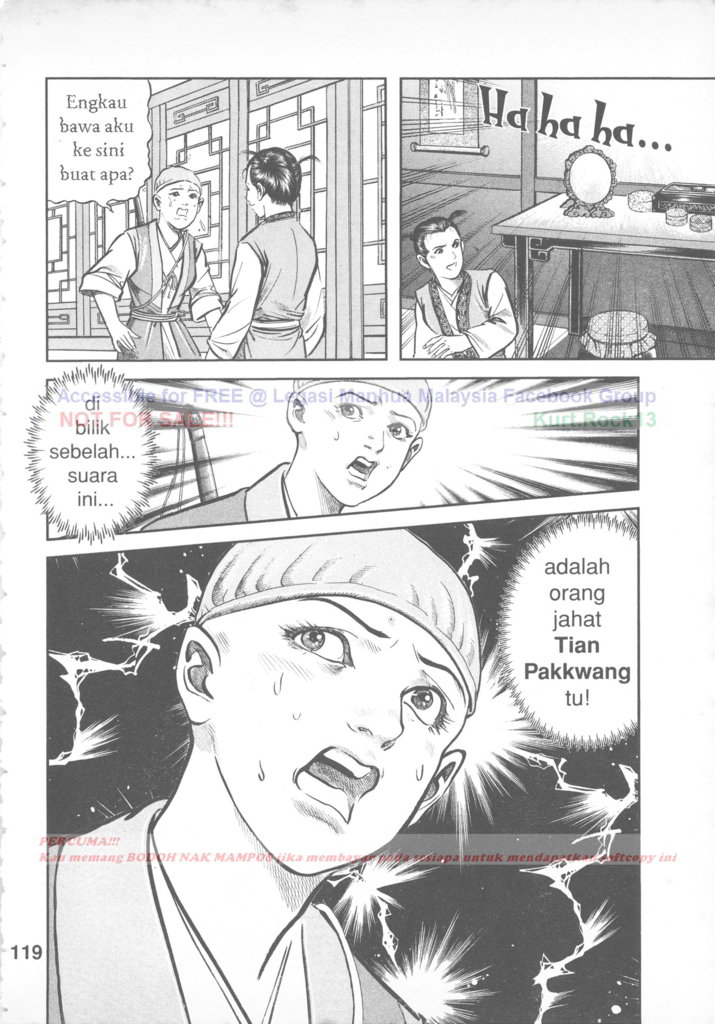 Engkau
bawa aku
ke sini
buat apa?
Ha ha ha...
Accessible for FREE @ Legasi Manhua Malaysia Facebook Group
NOT FOR SALE!!!
Kurt.Rock13
di
bilik
sebelah...
suara
ini...
adalah
orang
jahat
Tian
Pakkwang
tu!
PERCUMA!!!
Kau memang BODOH NAK MAMPOS jika membayar pada sesiapa untuk mendapatkan softcopy ini
119